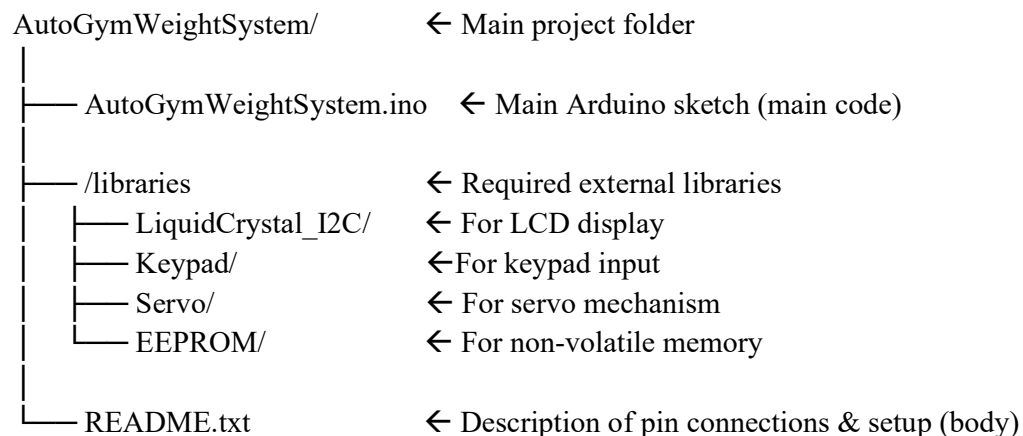 AutoGymWeightSystem/ ← Main project folder
│
├── AutoGymWeightSystem.ino ← Main Arduino sketch (main code)
│
├── /libraries ← Required external libraries
│ ├── LiquidCrystal_I2C/ ← For LCD display
│ ├── Keypad/ ←For keypad input
│ ├── Servo/ ← For servo mechanism
│ └── EEPROM/ ← For non-volatile memory
│
└── README.txt ← Description of pin connections & setup (body)